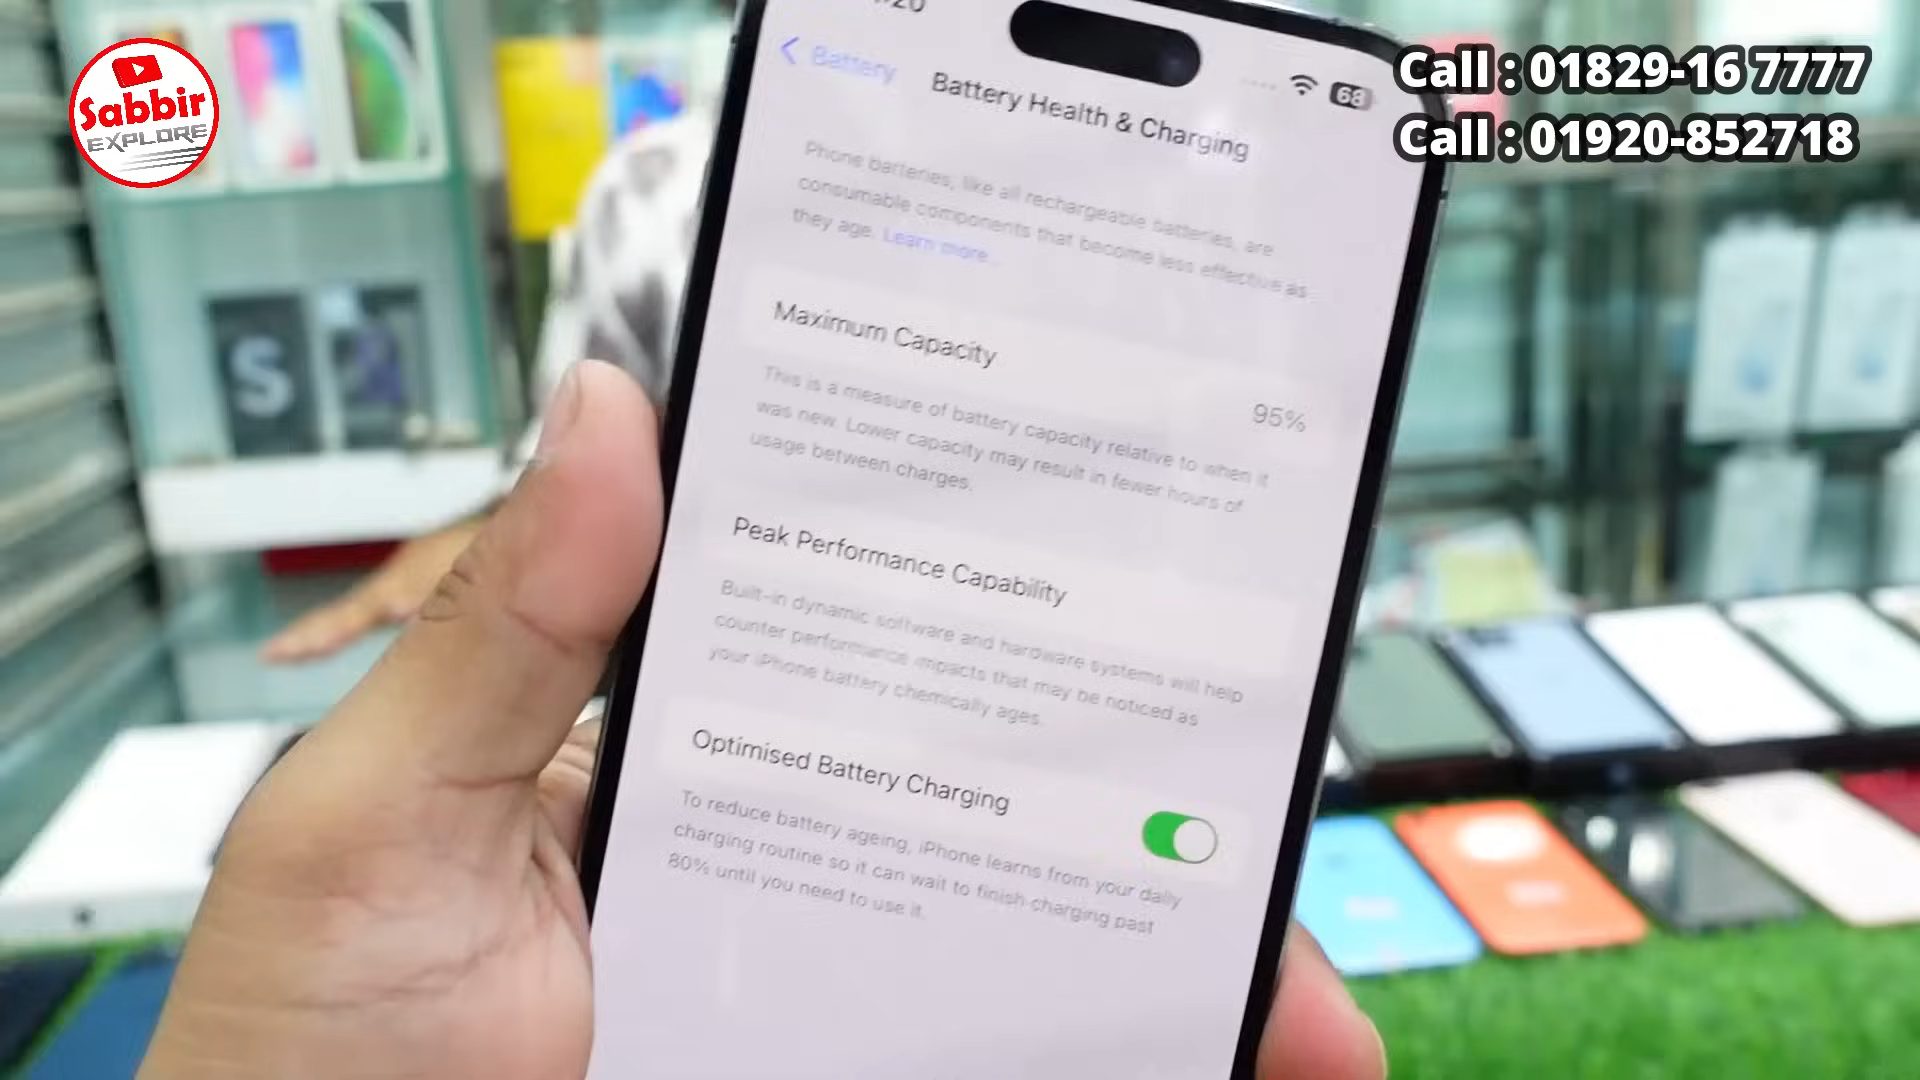 Sabbir
EXPLORE
Call : 01829-16 7777
Call : 01920-852718
68
Battery
Battery Health & Charging
Phone batteries, like all rechargeable batteries, are
consumable components that become less effective as
they age. Learn more...
Maximum Capacity
95%
This is a measure of battery capacity relative to when it
was new. Lower capacity may result in fewer hours of
usage between charges.
Peak Performance Capability
Built-in dynamic software and hardware systems will help
counter performance impacts that may be noticed as
your iPhone battery chemically ages.
Optimised Battery Charging
To reduce battery ageing, iPhone learns from your daily
charging routine so it can wait to finish charging past
80% until you need to use it.
S